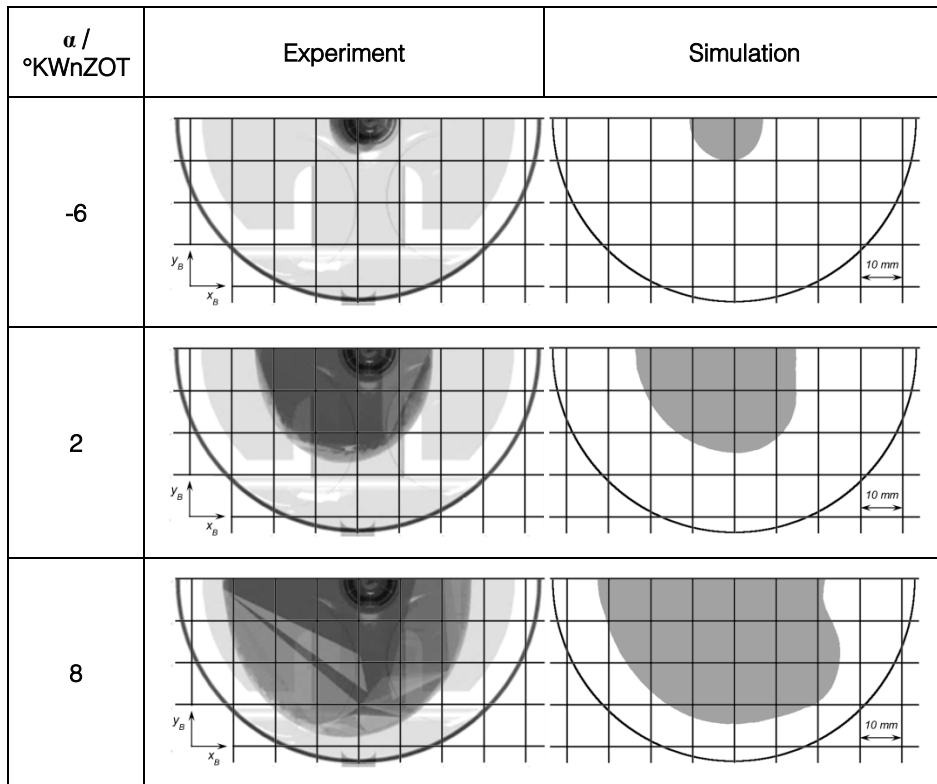 α /
°KWnZOT
Experiment
Simulation
-6
y_B
x_B
10 mm
2
y_B
x_B
10 mm
8
y_B
x_B
10 mm